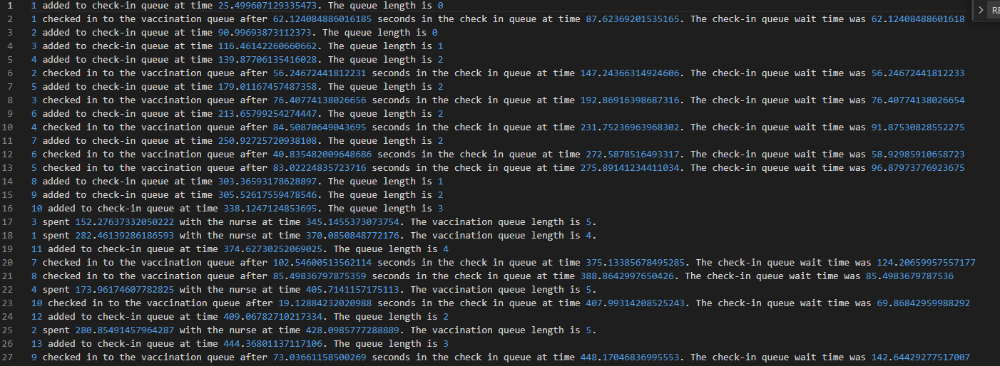 1 1 added to check-in queue at time 25.499607129335473. The queue length is 0
2 1 checked in to the vaccination queue after 62.124084886016185 seconds in the check in queue at time 87.62369201535165. The check-in queue wait time was 62.12408488601618
3 2 added to check-in queue at time 90.99693873112373. The queue length is 0
4 3 added to check-in queue at time 116.46142260660662. The queue length is 1
5 4 added to check-in queue at time 139.87706135416028. The queue length is 2
6 2 checked in to the vaccination queue after 56.24672441812231 seconds in the check in queue at time 147.24366314924606. The check-in queue wait time was 56.24672441812233
7 5 added to check-in queue at time 179.01167457487358. The queue length is 2
8 3 checked in to the vaccination queue after 76.40774138026656 seconds in the check in queue at time 192.86916398687316. The check-in queue wait time was 76.40774138026654
9 6 added to check-in queue at time 213.65799254274447. The queue length is 2
10 4 checked in to the vaccination queue after 84.50870649043695 seconds in the check in queue at time 231.75236963968302. The check-in queue wait time was 91.87530828552275
11 7 added to check-in queue at time 250.92725720938108. The queue length is 2
12 6 checked in to the vaccination queue after 40.835482009648686 seconds in the check in queue at time 272.5878516493317. The check-in queue wait time was 58.92985910658723
13 5 checked in to the vaccination queue after 83.02224835723716 seconds in the check in queue at time 275.89141234411034. The check-in queue wait time was 96.87973776923675
14 8 added to check-in queue at time 303.36593178628897. The queue length is 1
15 9 added to check-in queue at time 305.52617559478546. The queue length is 2
16 10 added to check-in queue at time 338.1247124853695. The queue length is 3
17 3 spent 152.27637332050222 with the nurse at time 345.1455373073754. The vaccination queue length is 5.
18 1 spent 282.46139286186593 with the nurse at time 370.0850848772176. The vaccination queue length is 4.
19 11 added to check-in queue at time 374.62730252069025. The queue length is 4
20 7 checked in to the vaccination queue after 102.54600513562114 seconds in the check in queue at time 375.13385678495285. The check-in queue wait time was 124.20659957557177
21 8 checked in to the vaccination queue after 85.49836797875359 seconds in the check in queue at time 388.8642997650426. The check-in queue wait time was 85.4983679787536
22 4 spent 173.96174607782825 with the nurse at time 405.7141157175113. The vaccination queue length is 5.
23 10 checked in to the vaccination queue after 19.12884232020988 seconds in the check in queue at time 407.99314208525243. The check-in queue wait time was 69.86842959988292
24 12 added to check-in queue at time 409.06782710217334. The queue length is 2
25 2 spent 280.85491457964287 with the nurse at time 428.0985777288889. The vaccination queue length is 5.
26 13 added to check-in queue at time 444.36801137117106. The queue length is 3
27 9 checked in to the vaccination queue after 73.03661158500269 seconds in the check in queue at time 448.17046836995553. The check-in queue wait time was 142.64429277517007